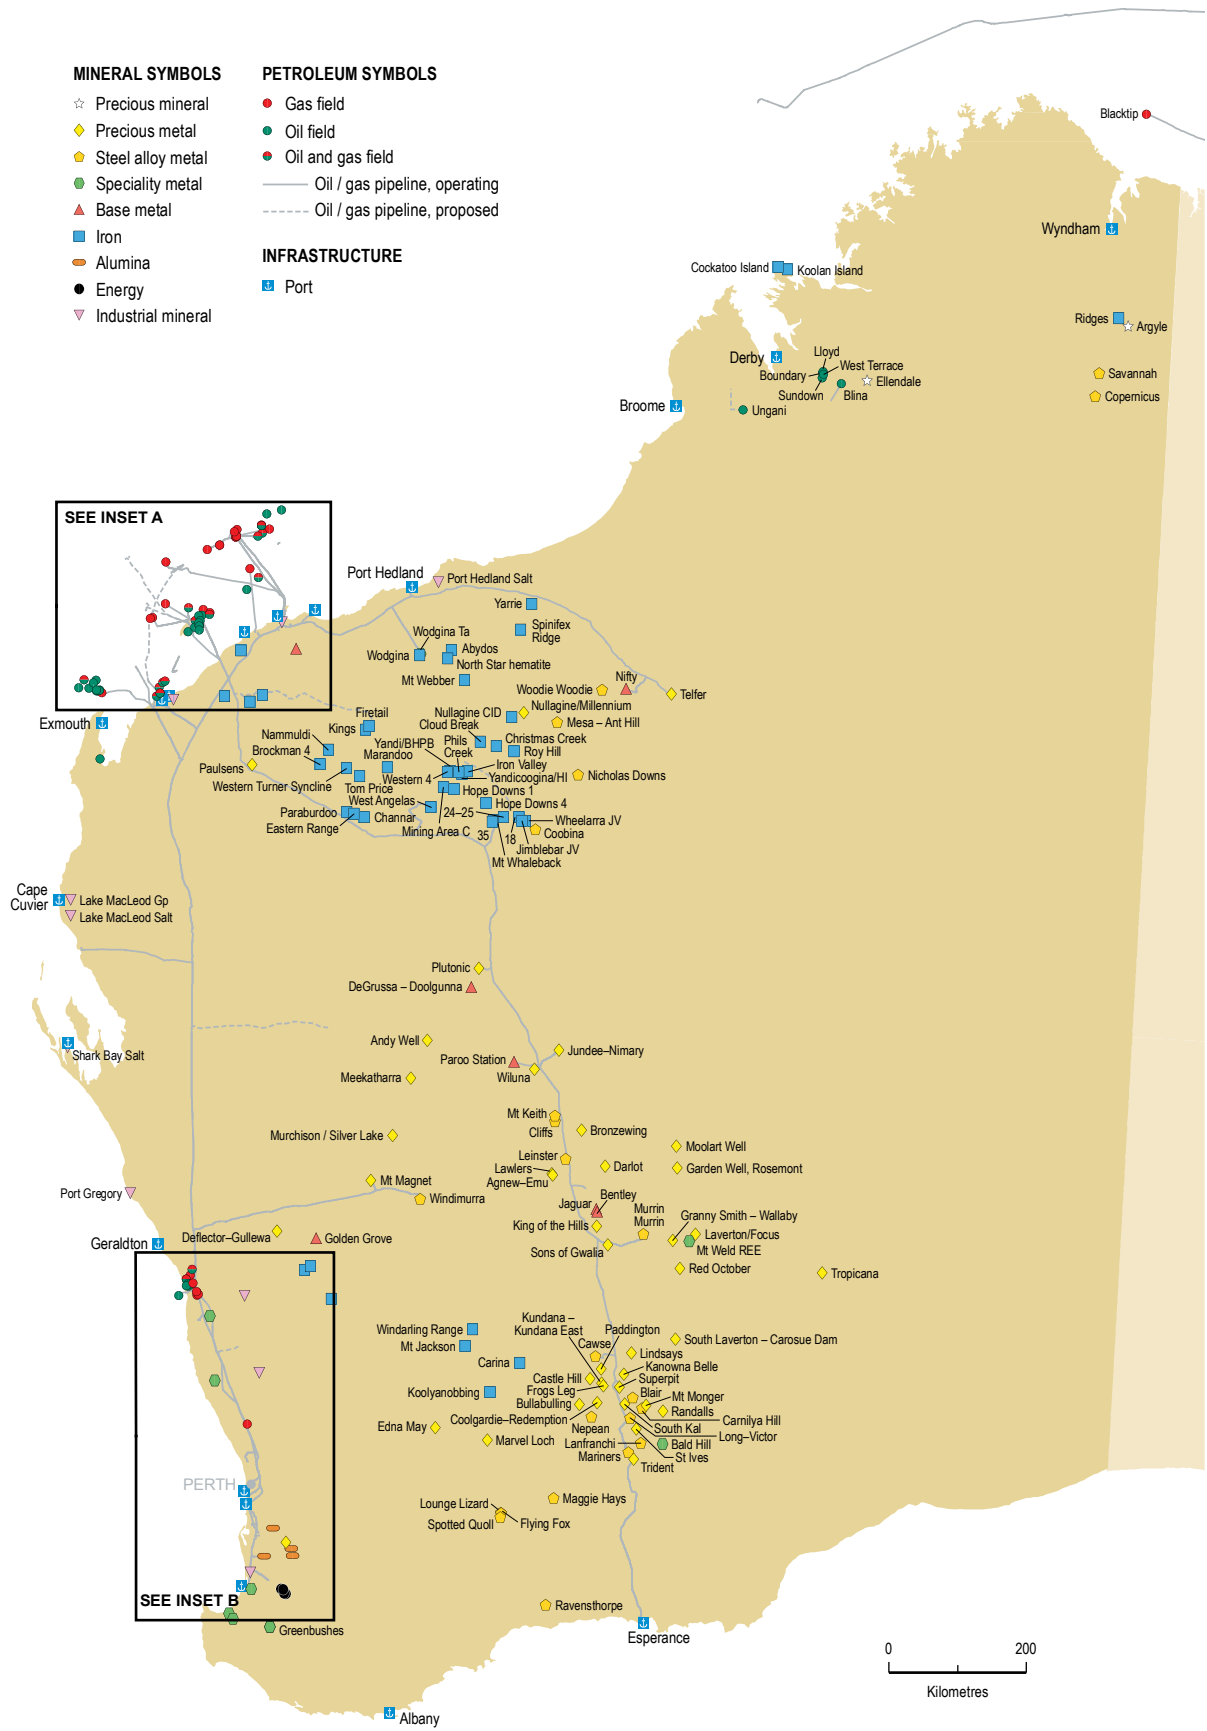 MINERAL SYMBOLS
Precious mineral
Precious metal
Steel alloy metal
Speciality metal
Base metal
Iron
Alumina
Energy
Industrial mineral
PETROLEUM SYMBOLS
Gas field
Oil field
Oil and gas field
Oil / gas pipeline, operating
Oil / gas pipeline, proposed
INFRASTRUCTURE
Port
Blacktip
Wyndham
Cockatoo Island
Koolan Island
Ridges
Argyle
Derby
Lloyd
Boundary
West Terrace
Ellendale
Sundown
Blina
Savannah
Copernicus
Broome
Ungani
SEE INSET A
Port Hedland
Port Hedland Salt
Yarrie
Spinifex
Ridge
Wodgina Ta
Wodgina
Abydos
North Star hematite
Mt Webber
Nifty
Woodie Woodie
Telfer
Nullagine/Millennium
Nullagine CID
Mesa – Ant Hill
Exmouth
Firetail
Kings
Cloud Break
Christmas Creek
Nammuldi
Yandi/BHPB
Phils
Creek
Roy Hill
Brockman 4
Marandoo
Iron Valley
Paulsens
Western 4
Yandicoogina/HI
Nicholas Downs
Western Turner Syncline
Tom Price
Hope Downs 1
West Angelas
Hope Downs 4
Paraburdoo
Channar
24–25
Wheelarra JV
Eastern Range
Mining Area C
35
18
Coobina
Jimblebar JV
Mt Whaleback
Cape
Cuvier
Lake MacLeod Gp
Lake MacLeod Salt
Plutonic
DeGrussa – Doolgunna
Shark Bay Salt
Andy Well
Jundee–Nimary
Paroo Station
Wiluna
Meekatharra
Mt Keith
Cliffs
Bronzewing
Murchison / Silver Lake
Moolart Well
Leinster
Darlot
Garden Well, Rosemont
Lawlers
Agnew–Emu
Mt Magnet
Port Gregory
Windimurra
Bentley
Jaguar
Murrin
Murrin
Granny Smith – Wallaby
King of the Hills
Laverton/Focus
Deflector–Gullewa
Golden Grove
Geraldton
Sons of Gwalia
Mt Weld REE
Red October
Tropicana
Kundana –
Kundana East
Paddington
Windarling Range
South Laverton – Carosue Dam
Mt Jackson
Cawse
Lindsays
Carina
Kanowna Belle
Castle Hill
Superpit
Koolyanobbing
Frogs Leg
Blair
Mt Monger
Bullabulling
Randalls
Coolgardie–Redemption
Carnilya Hill
Edna May
Nepean
South Kal
Long–Victor
Marvel Loch
Lanfranchi
Bald Hill
Mariners
St Ives
Trident
PERTH
Maggie Hays
Lounge Lizard
Spotted Quoll
Flying Fox
SEE INSET B
Ravensthorpe
Greenbushes
Esperance
0
200
Kilometres
Albany